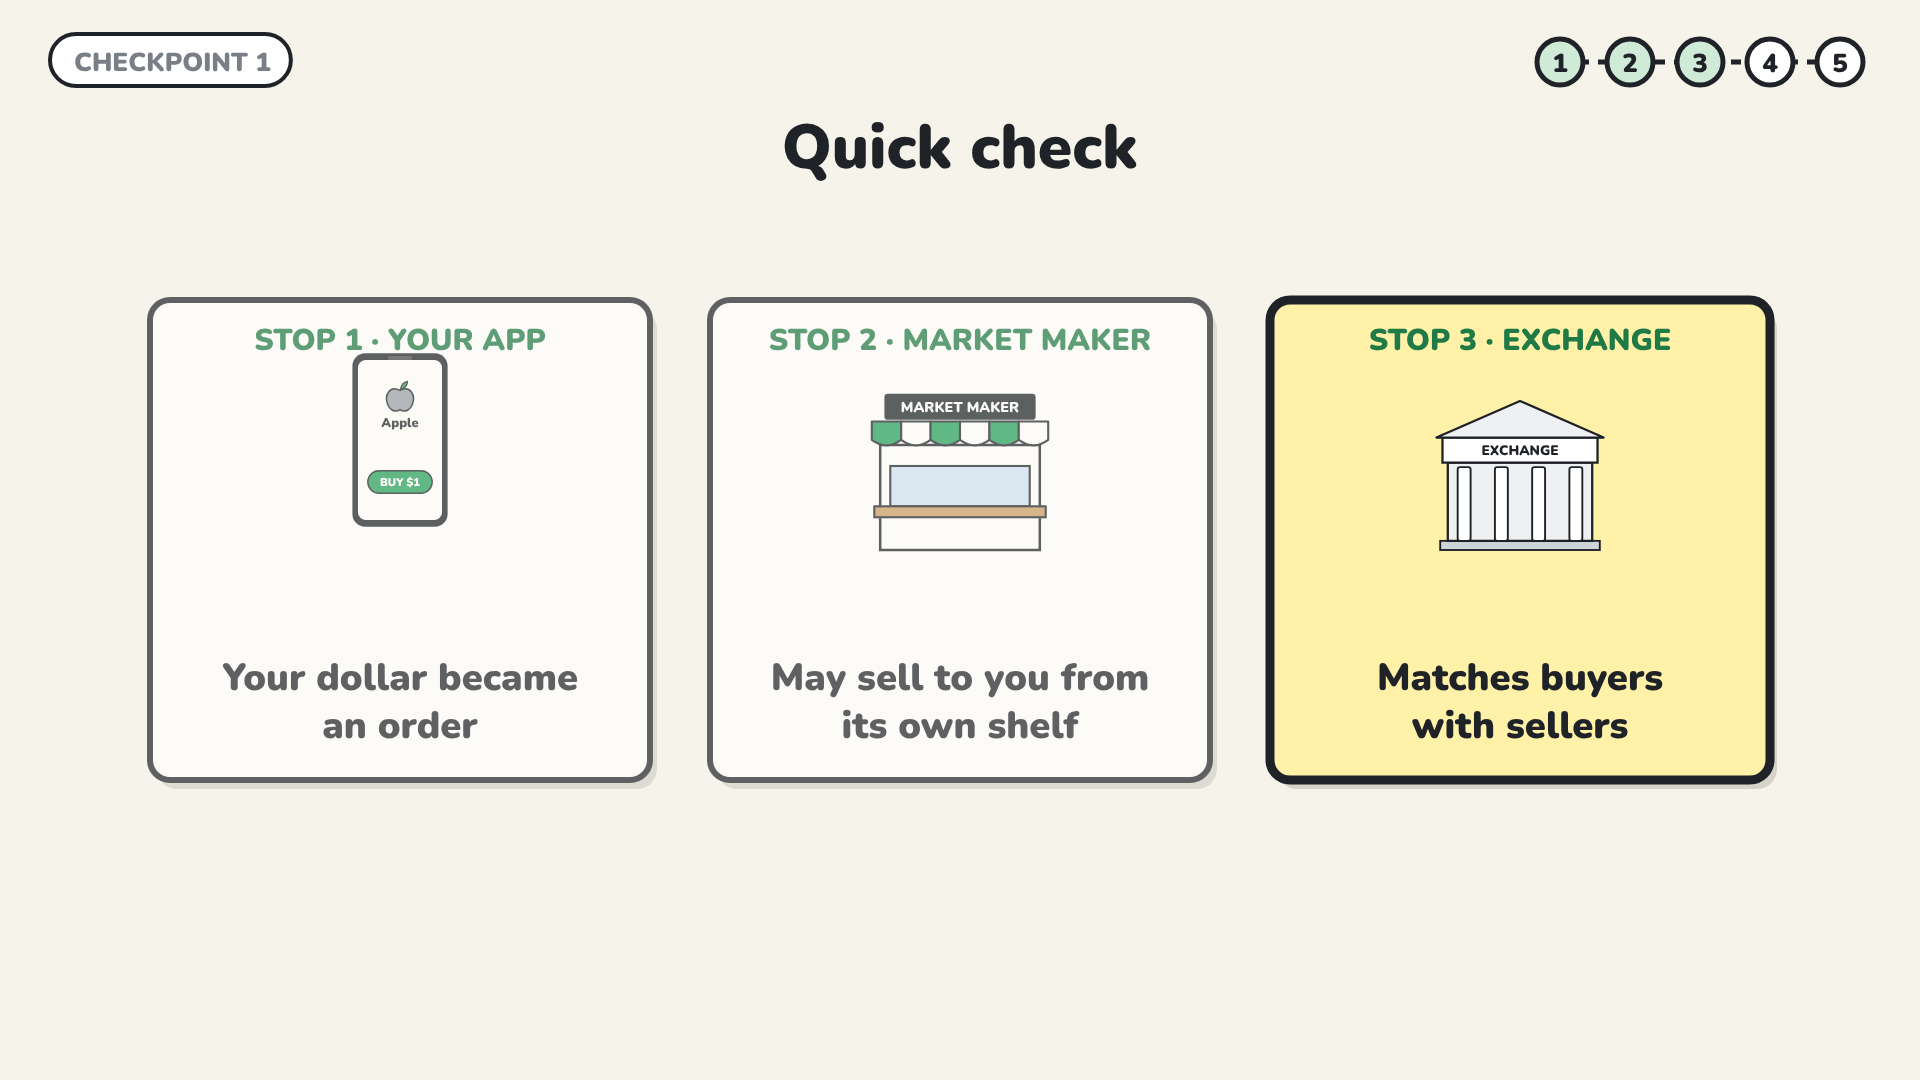 CHECKPOINT 1
1 2 3 4 5
Quick check
STOP 1 · YOUR APP
Apple
BUY $1
Your dollar became
an order
STOP 2 · MARKET MAKER
MARKET MAKER
May sell to you from
its own shelf
STOP 3 · EXCHANGE
EXCHANGE
Matches buyers
with sellers